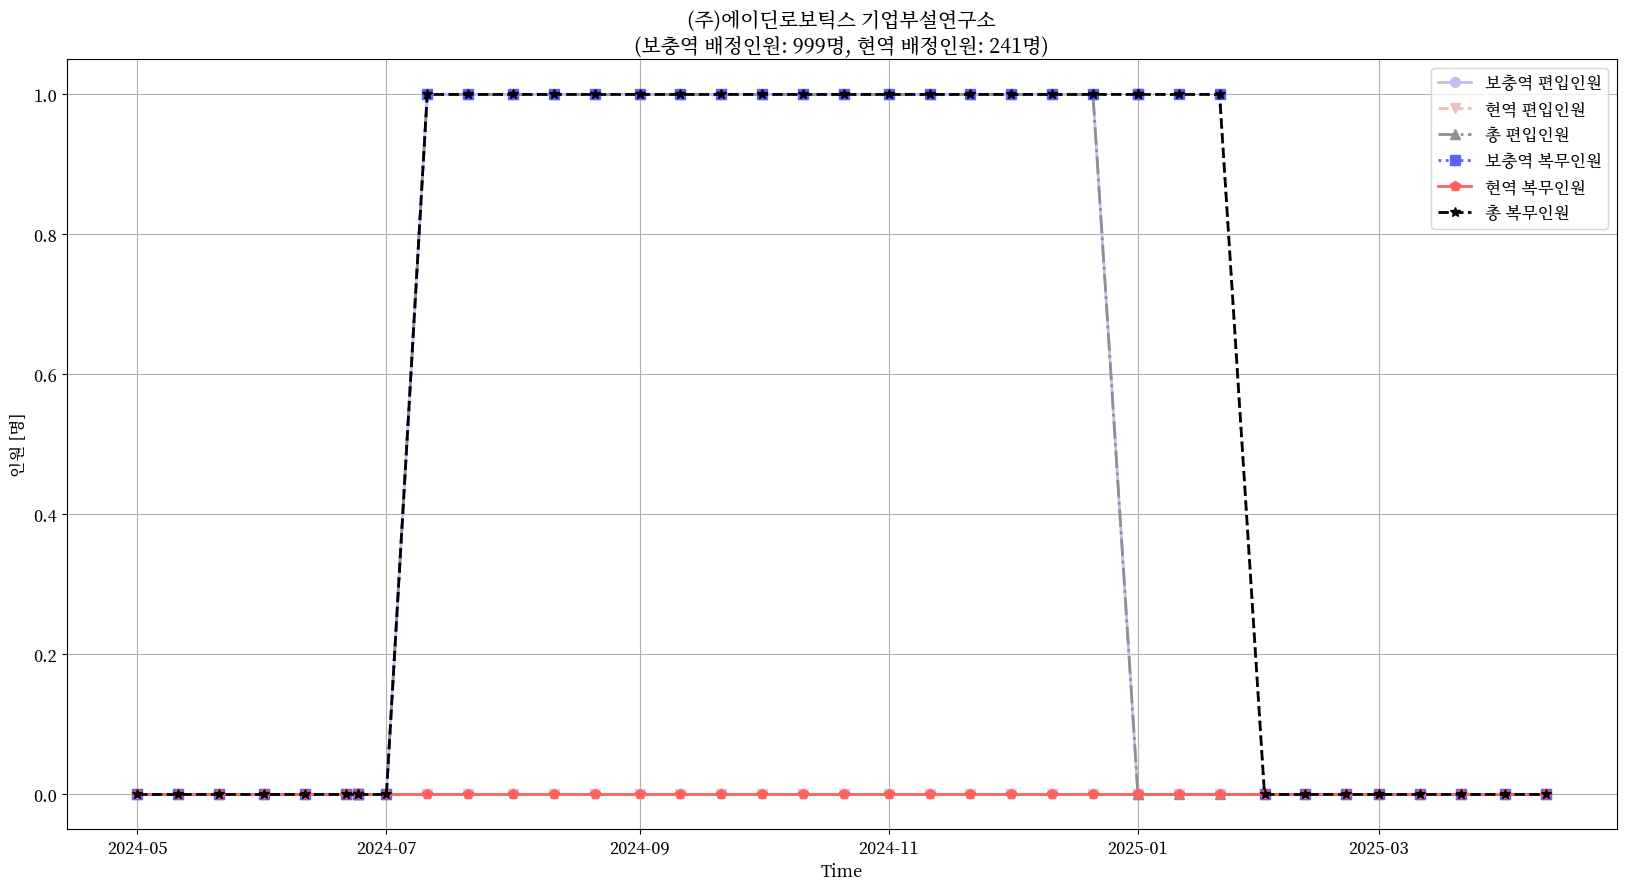 (주)에이딘로보틱스 기업부설연구소
(보충역 배정인원: 999명, 현역 배정인원: 241명)
보충역 편입인원
현역 편입인원
총 편입인원
보충역 복무인원
현역 복무인원
총 복무인원
인원 [명]
1.0
0.8
0.6
0.4
0.2
0.0
2024-05
2024-07
2024-09
2024-11
2025-01
2025-03
Time